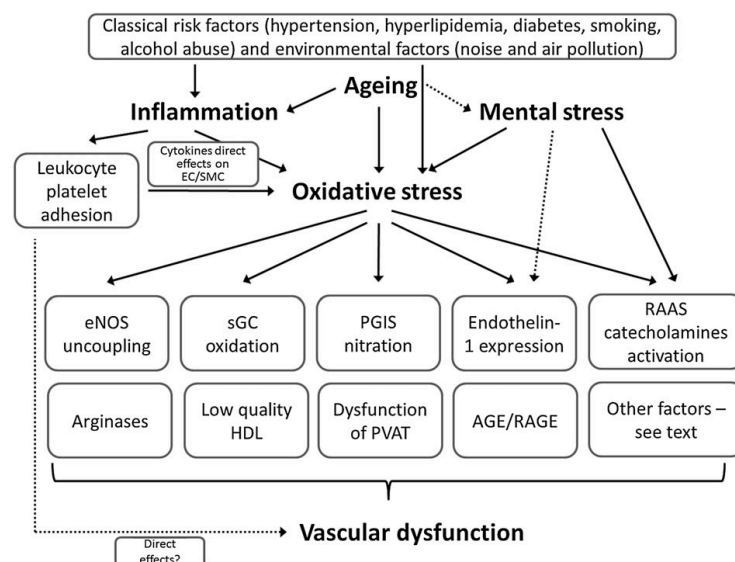 Classical risk factors (hypertension, hyperlipidemia, diabetes, smoking,
alcohol abuse) and environmental factors (noise and air pollution)
Ageing
Inflammation
Mental stress
Cytokines direct
effects on
EC/SMC
Leukocyte
platelet
adhesion
Oxidative stress
eNOS
uncoupling
sGC
oxidation
PGIS
nitration
Endothelin-
1 expression
RAAS
catecholamines
activation
Arginases
Low quality
HDL
Dysfunction
of PVAT
AGE/RAGE
Other factors –
see text
Vascular dysfunction
Direct
effects?